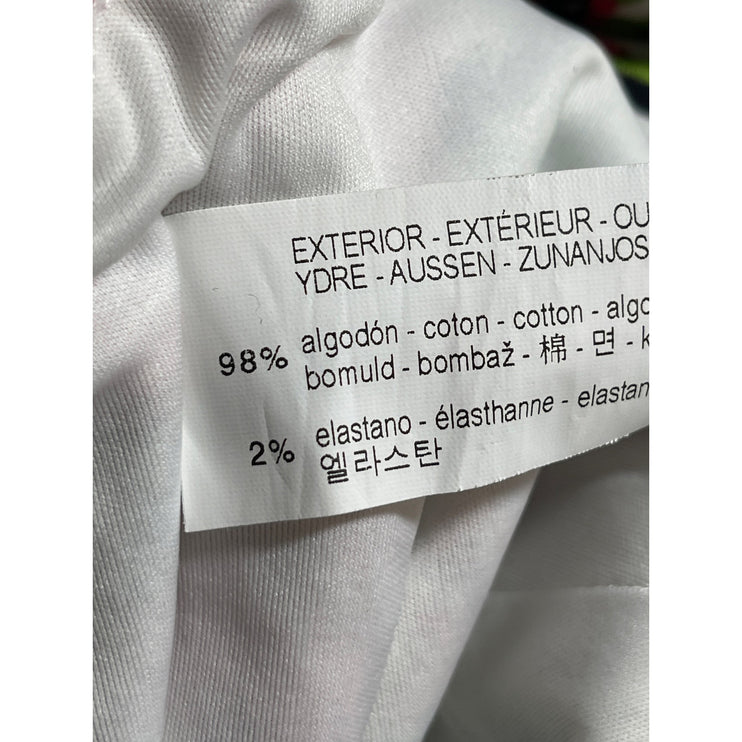 EXTERIOR - EXTÉRIEUR - OU
YDRE - AUSSEN - ZUNANJOS
98% algodón - coton - cotton - algo
bomuld - bombaž - 棉 - 면 - k
2% elastano - élasthanne - elastan
엘라스탄